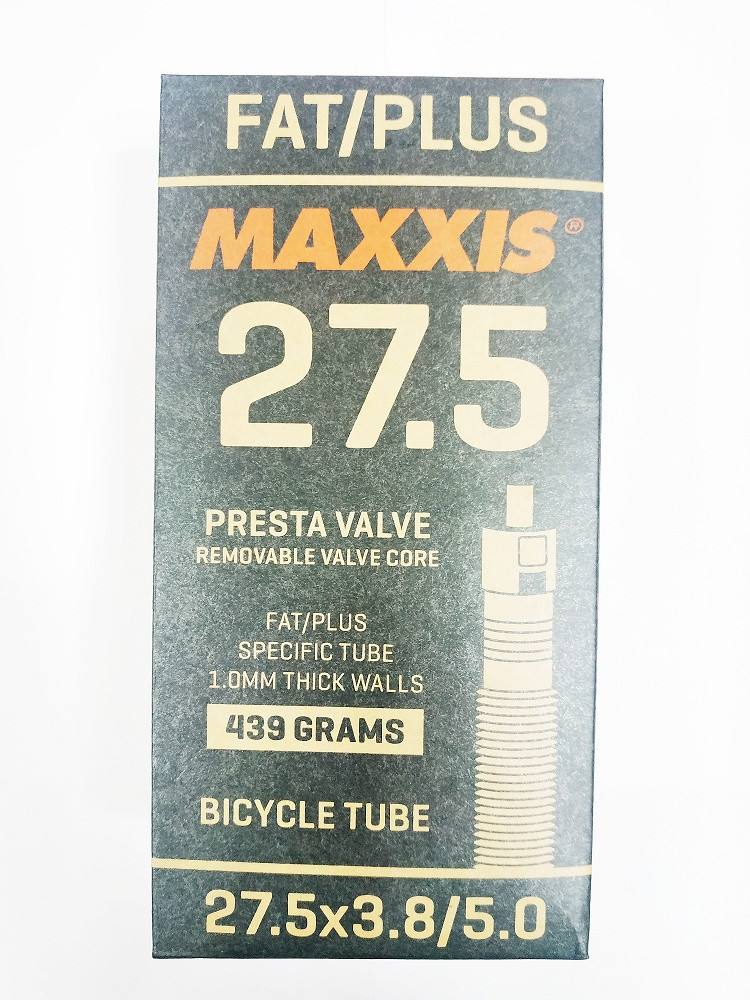 FAT/PLUS
MAXXIS®
27.5
PRESTA VALVE
REMOVABLE VALVE CORE
FAT/PLUS
SPECIFIC TUBE
1.0MM THICK WALLS
439 GRAMS
BICYCLE TUBE
27.5x3.8/5.0